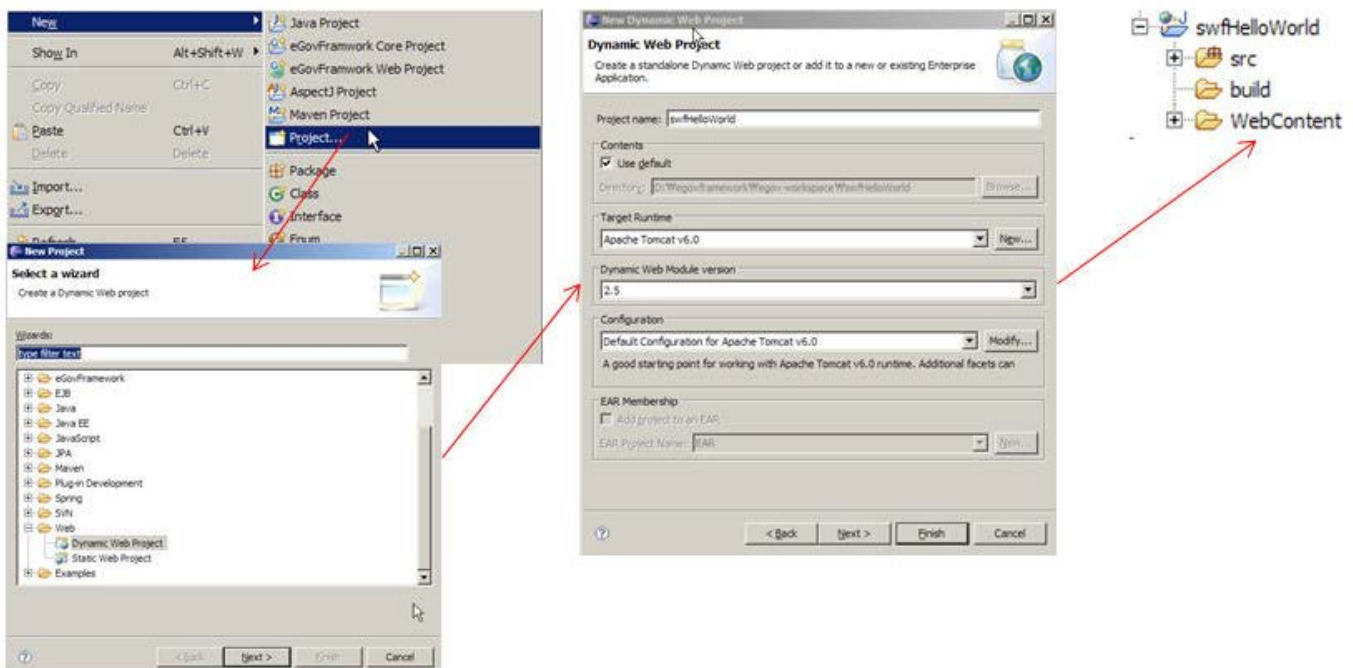 New
Show In Alt+Shift+W
Copy Ctrl+C
Copy Qualified Name
Paste Ctrl+V
Delete Delete
Import...
Export...
Refresh F5
Java Project
eGovFramwork Core Project
eGovFramwork Web Project
AspectJ Project
Maven Project
Project...
Package
Class
Interface
Enum
New Project
Select a wizard
Create a Dynamic Web project
Wizards:
type filter text
eGovFramework
EJB
Java
Java EE
JavaScript
JPA
Maven
Plug-in Development
Spring
SVN
Web
Dynamic Web Project
Static Web Project
Examples
< Back Next > Finish Cancel
New Dynamic Web Project
Dynamic Web Project
Create a standalone Dynamic Web project or add it to a new or existing Enterprise
Application.
Project name: swfHelloWorld
Contents
Use default
Directory: D:\egovframework\egov-workspace\swfHelloWorld Browse...
Target Runtime
Apache Tomcat v6.0 New...
Dynamic Web Module version
2.5
Configuration
Default Configuration for Apache Tomcat v6.0 Modify...
A good starting point for working with Apache Tomcat v6.0 runtime. Additional facets can
EAR Membership
Add project to an EAR
EAR Project Name: EAR New...
< Back Next > Finish Cancel
swfHelloWorld
src
build
WebContent